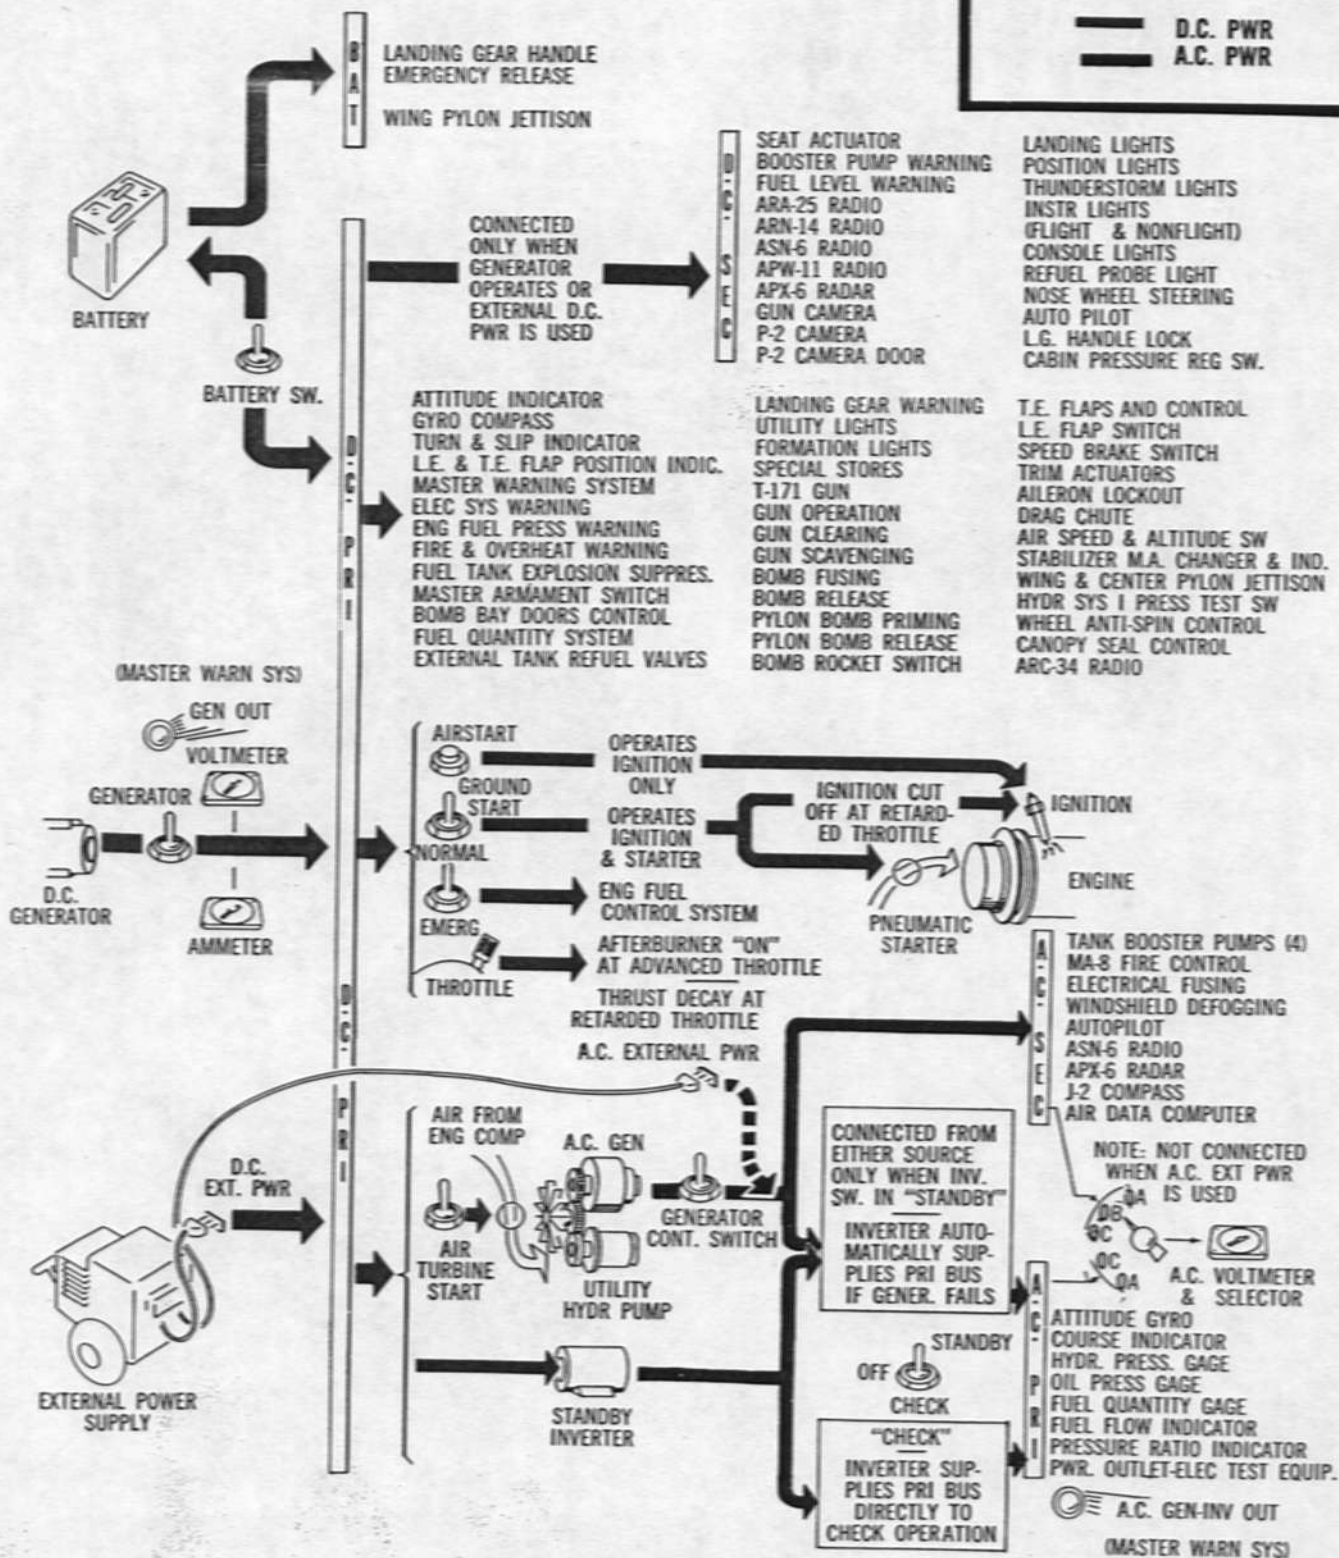 D.C. PWR
A.C. PWR
BAT
LANDING GEAR HANDLE
EMERGENCY RELEASE
WING PYLON JETTISON
BATTERY
BATTERY SW.
CONNECTED
ONLY WHEN
GENERATOR
OPERATES OR
EXTERNAL D.C.
PWR IS USED
D.C. SEC
SEAT ACTUATOR
BOOSTER PUMP WARNING
FUEL LEVEL WARNING
ARA-25 RADIO
ARN-14 RADIO
ASN-6 RADIO
APW-11 RADIO
APX-6 RADAR
GUN CAMERA
P-2 CAMERA
P-2 CAMERA DOOR
LANDING LIGHTS
POSITION LIGHTS
THUNDERSTORM LIGHTS
INSTR LIGHTS
(FLIGHT & NONFLIGHT)
CONSOLE LIGHTS
REFUEL PROBE LIGHT
NOSE WHEEL STEERING
AUTO PILOT
L.G. HANDLE LOCK
CABIN PRESSURE REG SW.
D.C. PRI
ATTITUDE INDICATOR
GYRO COMPASS
TURN & SLIP INDICATOR
L.E. & T.E. FLAP POSITION INDIC.
MASTER WARNING SYSTEM
ELEC SYS WARNING
ENG FUEL PRESS WARNING
FIRE & OVERHEAT WARNING
FUEL TANK EXPLOSION SUPPRES.
MASTER ARMAMENT SWITCH
BOMB BAY DOORS CONTROL
FUEL QUANTITY SYSTEM
EXTERNAL TANK REFUEL VALVES
LANDING GEAR WARNING
UTILITY LIGHTS
FORMATION LIGHTS
SPECIAL STORES
T-171 GUN
GUN OPERATION
GUN CLEARING
GUN SCAVENGING
BOMB FUSING
BOMB RELEASE
PYLON BOMB PRIMING
PYLON BOMB RELEASE
BOMB ROCKET SWITCH
T.E. FLAPS AND CONTROL
L.E. FLAP SWITCH
SPEED BRAKE SWITCH
TRIM ACTUATORS
AILERON LOCKOUT
DRAG CHUTE
AIR SPEED & ALTITUDE SW
STABILIZER M.A. CHANGER & IND.
WING & CENTER PYLON JETTISON
HYDR SYS I PRESS TEST SW
WHEEL ANTI-SPIN CONTROL
CANOPY SEAL CONTROL
ARC-34 RADIO
(MASTER WARN SYS)
GEN OUT
VOLTMETER
GENERATOR
D.C.
GENERATOR
AMMETER
AIRSTART
OPERATES
IGNITION
ONLY
GROUND
START
NORMAL
OPERATES
IGNITION
& STARTER
IGNITION CUT
OFF AT RETARD-
ED THROTTLE
IGNITION
ENGINE
PNEUMATIC
STARTER
EMERG
ENG FUEL
CONTROL SYSTEM
THROTTLE
AFTERBURNER "ON"
AT ADVANCED THROTTLE
THRUST DECAY AT
RETARDED THROTTLE
D.C. PRI
A.C. EXTERNAL PWR
A.C. SEC
TANK BOOSTER PUMPS (4)
MA-8 FIRE CONTROL
ELECTRICAL FUSING
WINDSHIELD DEFOGGING
AUTOPILOT
ASN-6 RADIO
APX-6 RADAR
J-2 COMPASS
AIR DATA COMPUTER
D.C.
EXT. PWR
EXTERNAL POWER
SUPPLY
AIR FROM
ENG COMP
A.C. GEN
AIR
TURBINE
START
UTILITY
HYDR PUMP
GENERATOR
CONT. SWITCH
STANDBY
INVERTER
CONNECTED FROM
EITHER SOURCE
ONLY WHEN INV.
SW. IN "STANDBY"
INVERTER AUTO-
MATICALLY SUP-
PLIES PRI BUS
IF GENER. FAILS
NOTE: NOT CONNECTED
WHEN A.C. EXT PWR
IS USED
ØA
ØB
ØC
ØC
ØA
A.C. VOLTMETER
& SELECTOR
STANDBY
OFF
CHECK
"CHECK"
INVERTER SUP-
PLIES PRI BUS
DIRECTLY TO
CHECK OPERATION
A.C. PRI
ATTITUDE GYRO
COURSE INDICATOR
HYDR. PRESS. GAGE
OIL PRESS GAGE
FUEL QUANTITY GAGE
FUEL FLOW INDICATOR
PRESSURE RATIO INDICATOR
PWR. OUTLET-ELEC TEST EQUIP.
A.C. GEN-INV OUT
(MASTER WARN SYS)